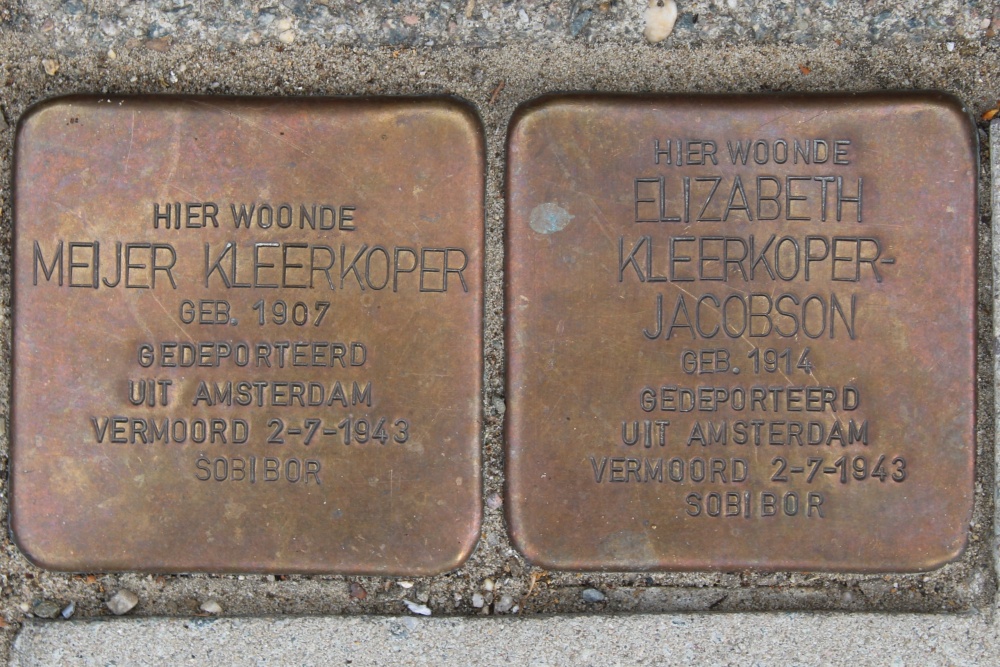 HIER WOONDE
MEIJER KLEERKOPER
GEB. 1907
GEDEPORTEERD
UIT AMSTERDAM
VERMOORD 2-7-1943
SOBIBOR
HIER WOONDE
ELIZABETH
KLEERKOPER-
JACOBSON
GEB. 1914
GEDEPORTEERD
UIT AMSTERDAM
VERMOORD 2-7-1943
SOBIBOR